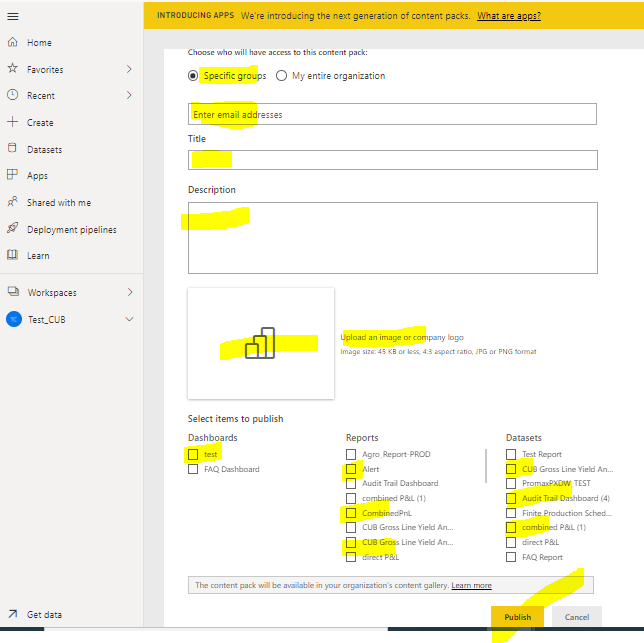 INTRODUCING APPS We're introducing the next generation of content packs. What are apps?
Home
Favorites
Recent
Create
Datasets
Apps
Shared with me
Deployment pipelines
Learn
Workspaces
Test_CUB
Get data
Choose who will have access to this content pack:
Specific groups My entire organization
Enter email addresses
Title
Description
Upload an image or company logo
Image size: 45 KB or less, 4:3 aspect ratio, JPG or PNG format
Select items to publish
Dashboards
test
FAQ Dashboard
Reports
Agro_Report-PROD
Alert
Audit Trail Dashboard
combined P&L (1)
CombinedPnL
CUB Gross Line Yield An...
CUB Gross Line Yield An...
direct P&L
Datasets
Test Report
CUB Gross Line Yield An...
PromaxPXDW_TEST
Audit Trail Dashboard (4)
Finite Production Sched...
combined P&L (1)
direct P&L
FAQ Report
The content pack will be available in your organization's content gallery. Learn more
Publish Cancel